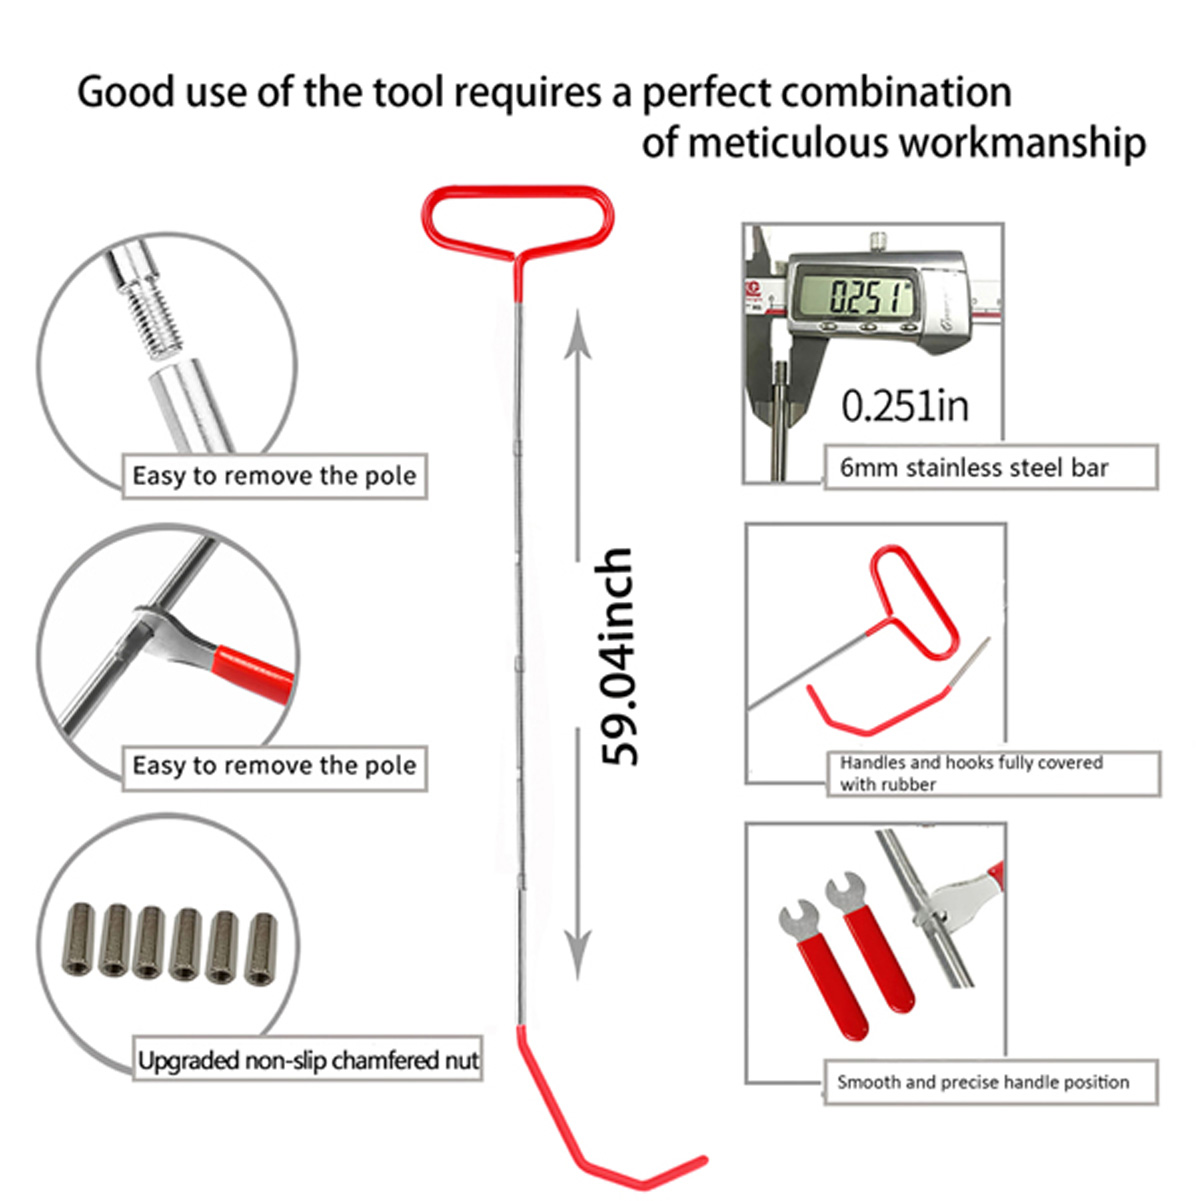 Good use of the tool requires a perfect combination
of meticulous workmanship
Easy to remove the pole
0.251
0.251in
6mm stainless steel bar
Easy to remove the pole
59.04inch
Handles and hooks fully covered
with rubber
Upgraded non-slip chamfered nut
Smooth and precise handle position